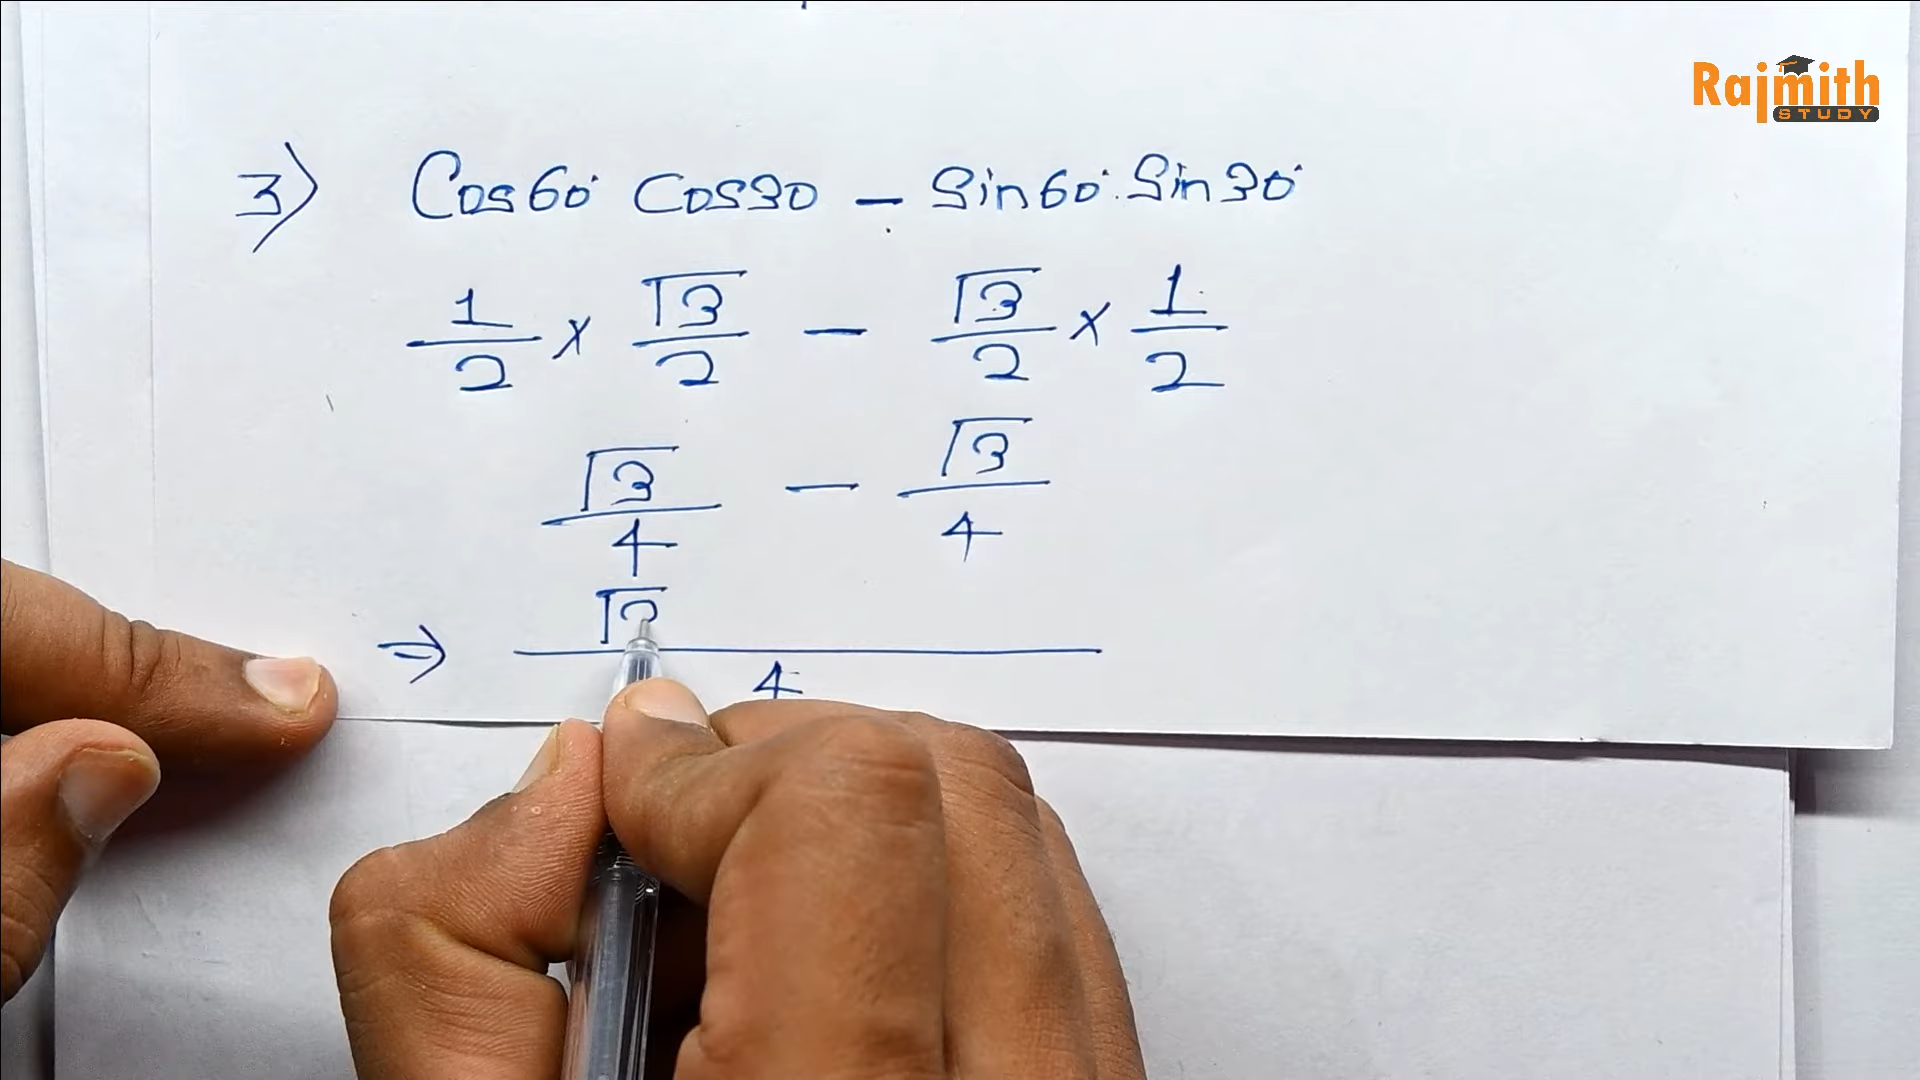 Rajmith
STUDY
3) Cos60° Cos30 - Sin60°. Sin30°
1/2 × √3/2 - √3/2 × 1/2
√3/4 - √3/4
⇒ √3/4